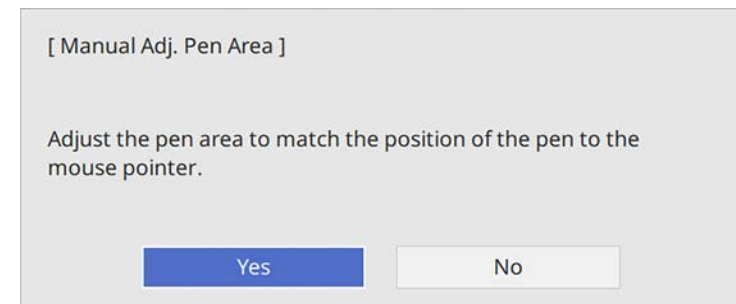 [ Manual Adj. Pen Area ]
Adjust the pen area to match the position of the pen to the
mouse pointer.
Yes
No